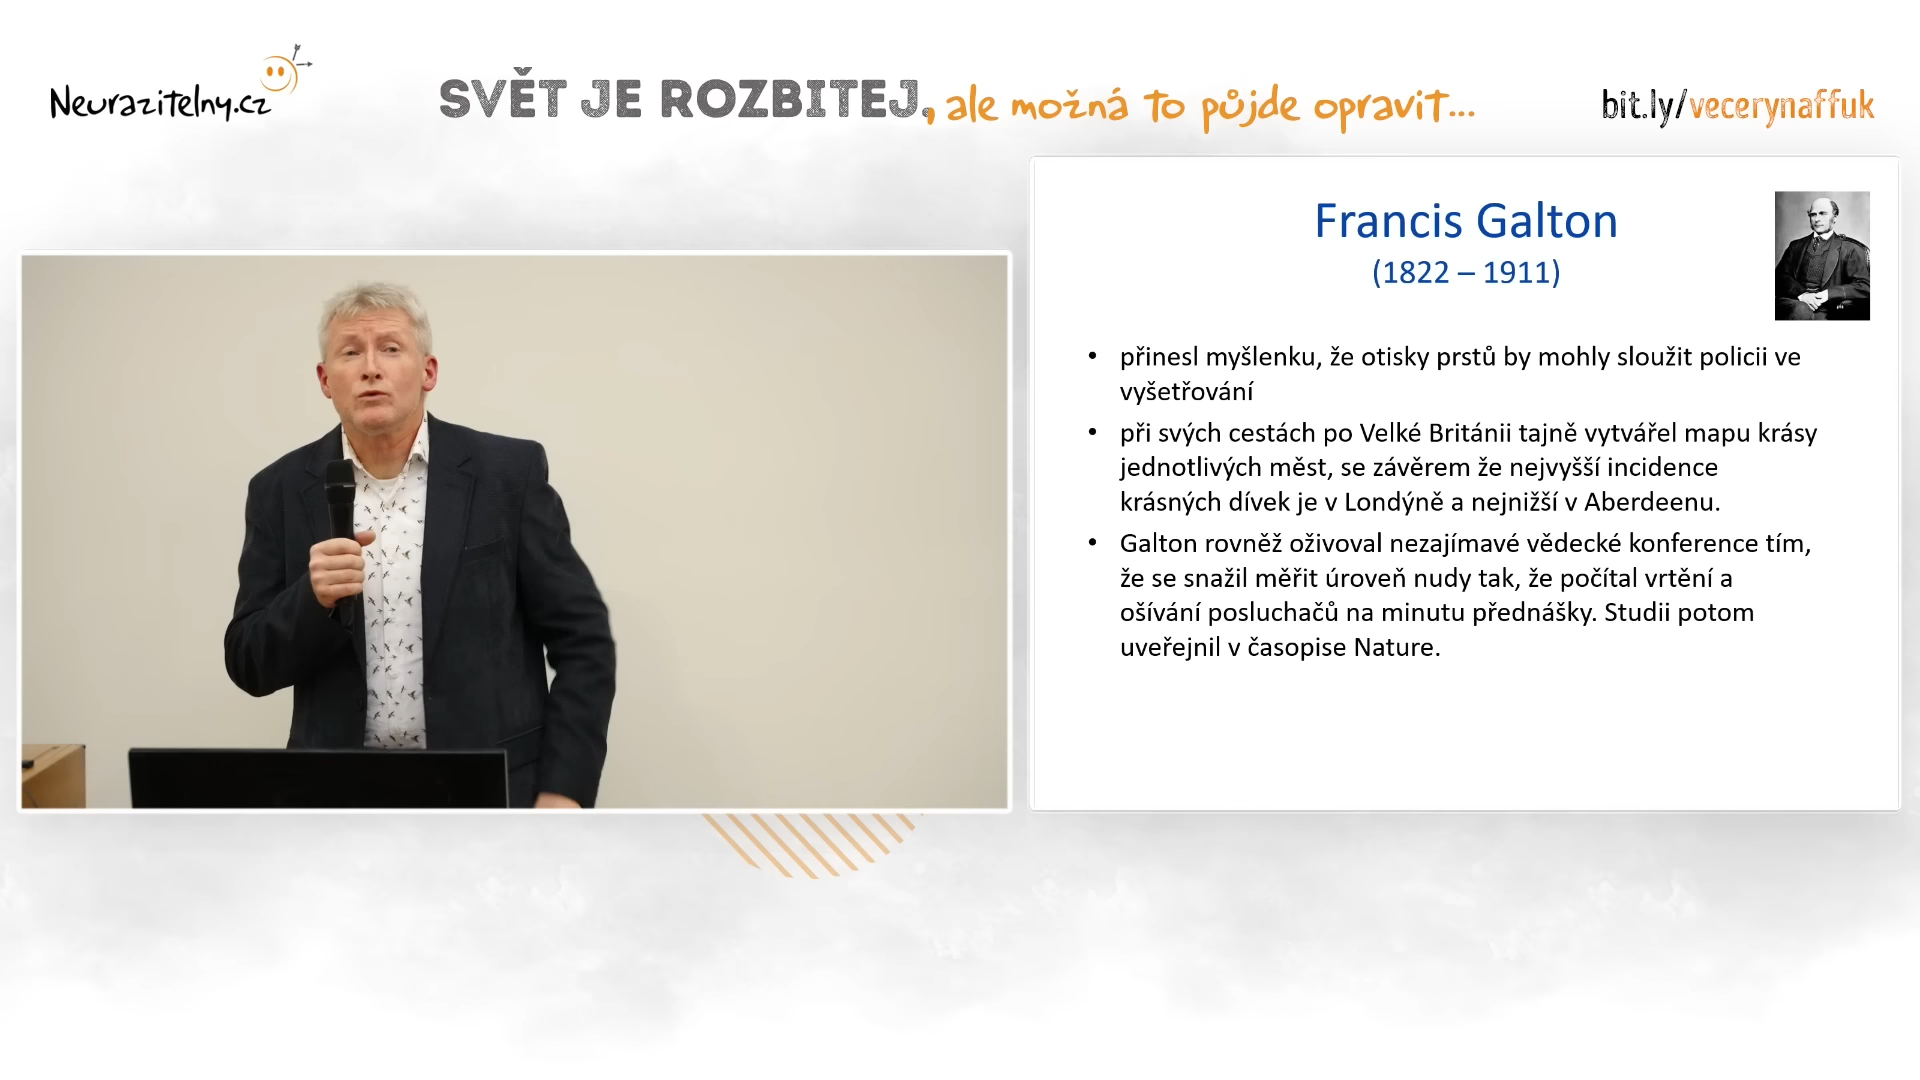 Neurazitelny.cz
SVĚT JE ROZBITEJ, ale možná to půjde opravit...
bit.ly/vecerynaffuk
Francis Galton
(1822 – 1911)
• přinesl myšlenku, že otisky prstů by mohly sloužit policii ve
vyšetřování
• při svých cestách po Velké Británii tajně vytvářel mapu krásy
jednotlivých měst, se závěrem že nejvyšší incidence
krásných dívek je v Londýně a nejnižší v Aberdeenu.
• Galton rovněž oživoval nezajímavé vědecké konference tím,
že se snažil měřit úroveň nudy tak, že počítal vrtění a
ošívání posluchačů na minutu přednášky. Studii potom
uveřejnil v časopise Nature.